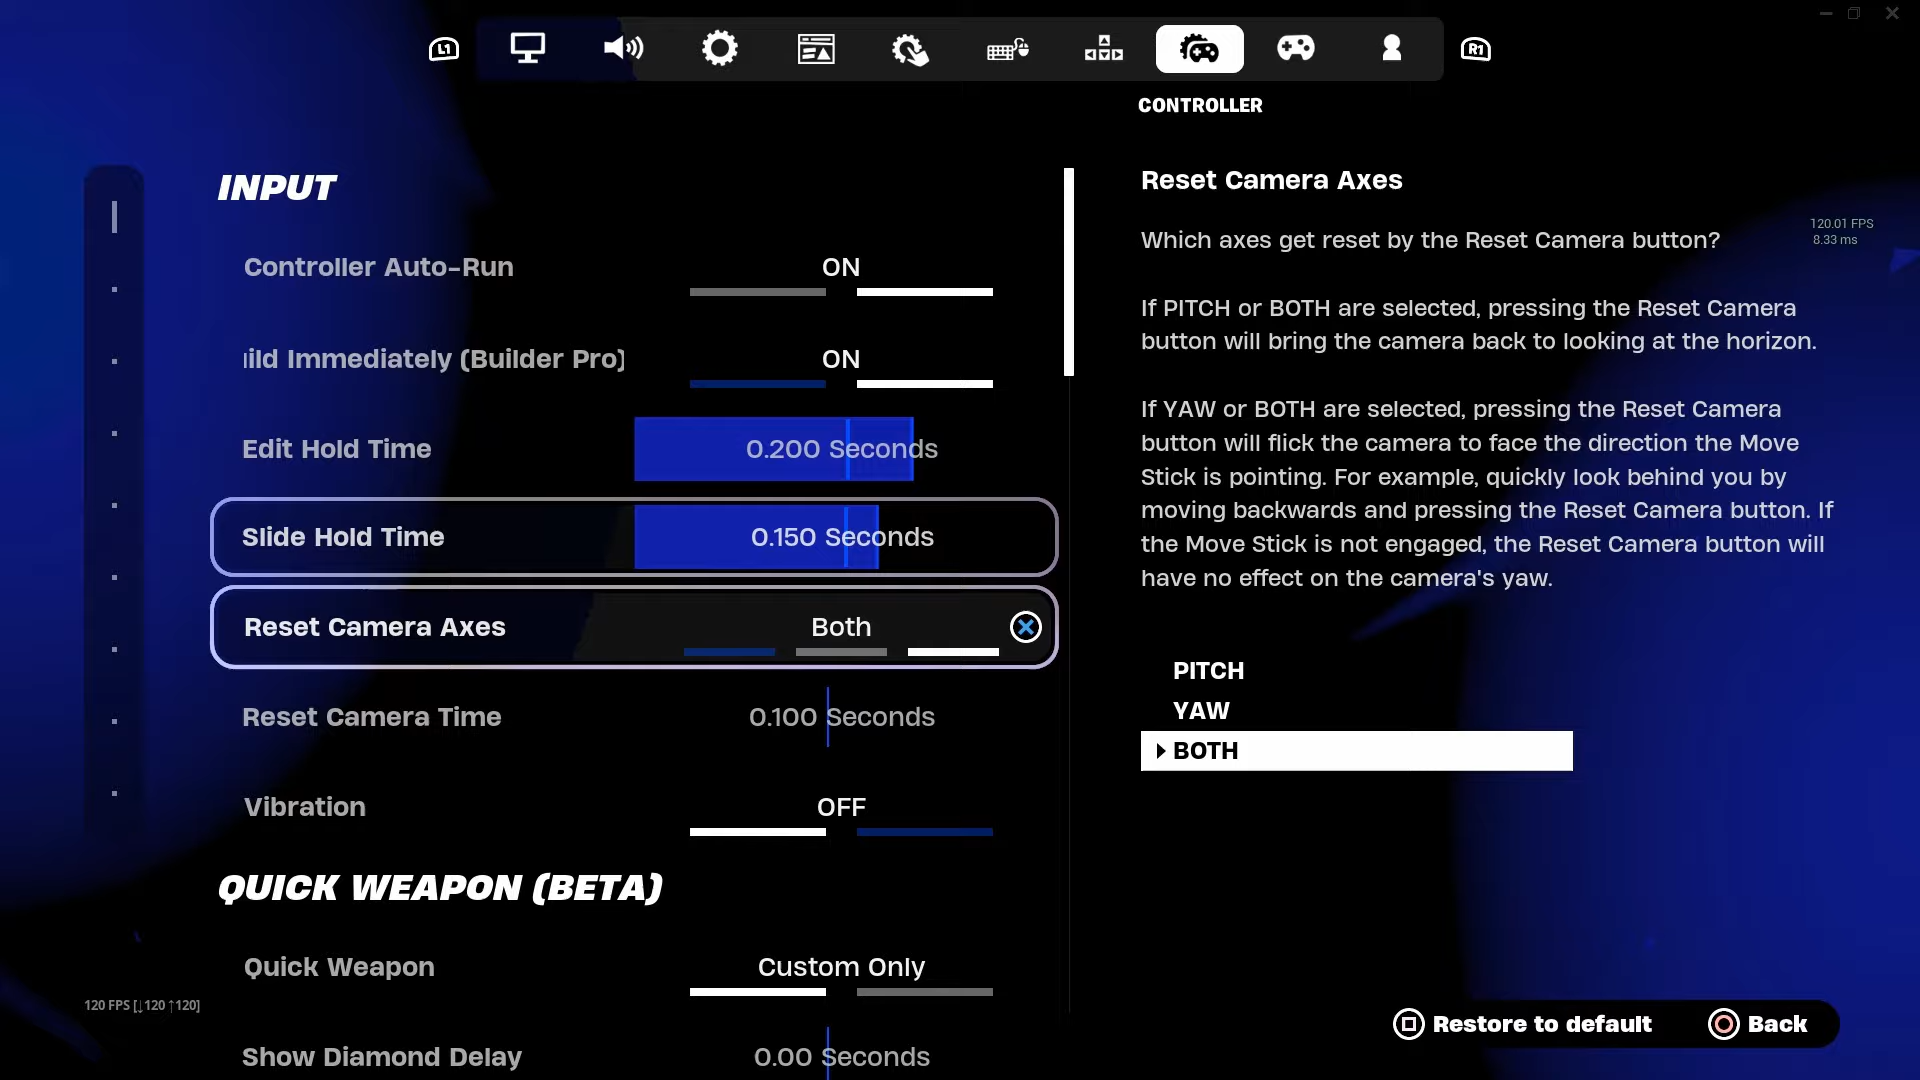 L1
R1
CONTROLLER
INPUT
Controller Auto-Run
ON
ild Immediately (Builder Pro)
ON
Edit Hold Time
0.200 Seconds
Slide Hold Time
0.150 Seconds
Reset Camera Axes
Both
Reset Camera Time
0.100 Seconds
Vibration
OFF
QUICK WEAPON (BETA)
Quick Weapon
Custom Only
Show Diamond Delay
0.00 Seconds
120 FPS [↓120 ↑120]
Reset Camera Axes
Which axes get reset by the Reset Camera button?
If PITCH or BOTH are selected, pressing the Reset Camera
button will bring the camera back to looking at the horizon.
If YAW or BOTH are selected, pressing the Reset Camera
button will flick the camera to face the direction the Move
Stick is pointing. For example, quickly look behind you by
moving backwards and pressing the Reset Camera button. If
the Move Stick is not engaged, the Reset Camera button will
have no effect on the camera's yaw.
PITCH
YAW
BOTH
120.01 FPS
8.33 ms
Restore to default
Back